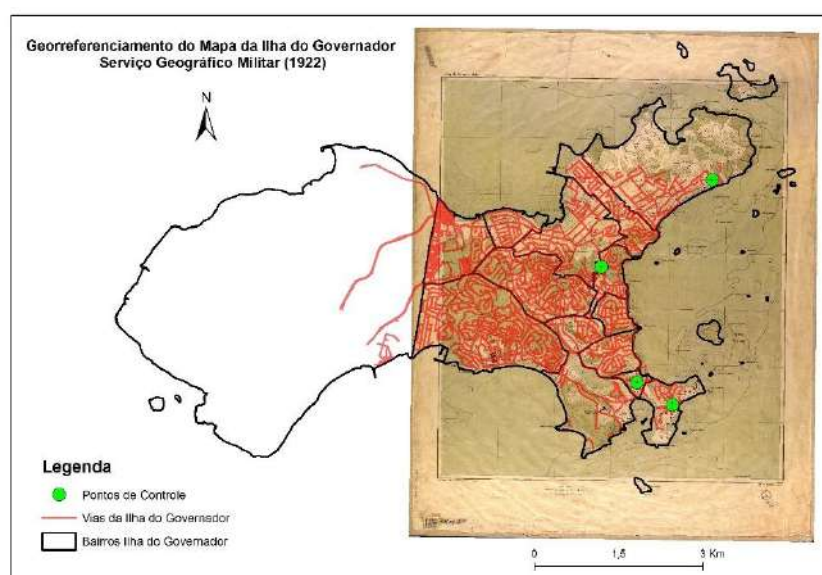 Georreferenciamento do Mapa da Ilha do Governador
Serviço Geográfico Militar (1922)
N
Legenda
Pontos de Controle
Vias da Ilha do Governador
Bairros Ilha do Governador
0 1,5 3 Km